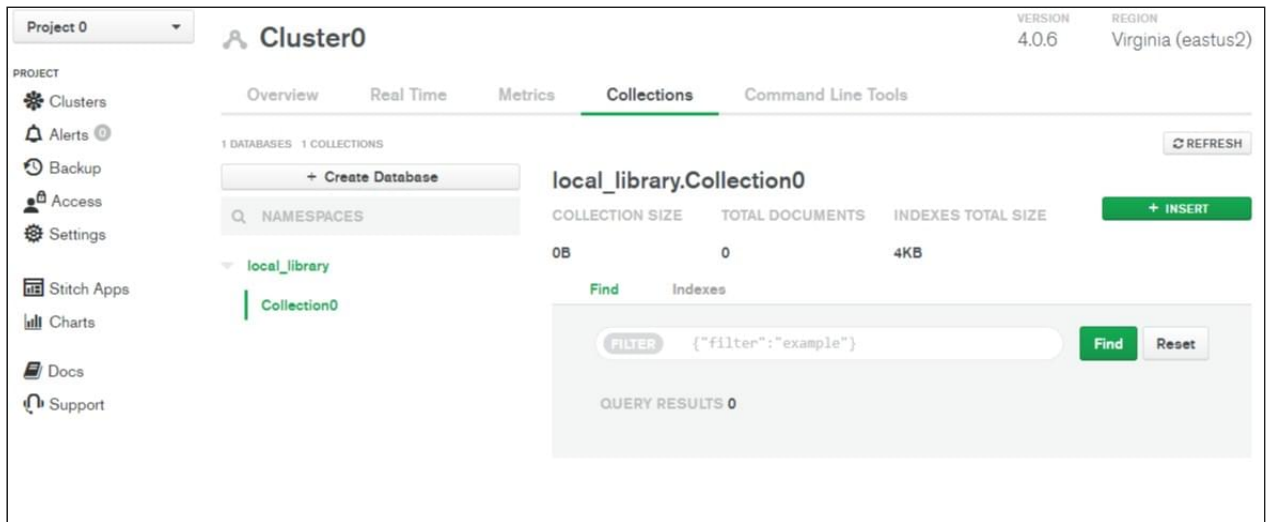 Project 0
PROJECT
Clusters
Alerts 0
Backup
Access
Settings
Stitch Apps
Charts
Docs
Support
Cluster0
VERSION
4.0.6
REGION
Virginia (eastus2)
Overview Real Time Metrics Collections Command Line Tools
1 DATABASES 1 COLLECTIONS
REFRESH
+ Create Database
NAMESPACES
local_library
Collection0
local_library.Collection0
COLLECTION SIZE TOTAL DOCUMENTS INDEXES TOTAL SIZE
+ INSERT
0B 0 4KB
Find Indexes
FILTER {"filter":"example"}
Find Reset
QUERY RESULTS 0